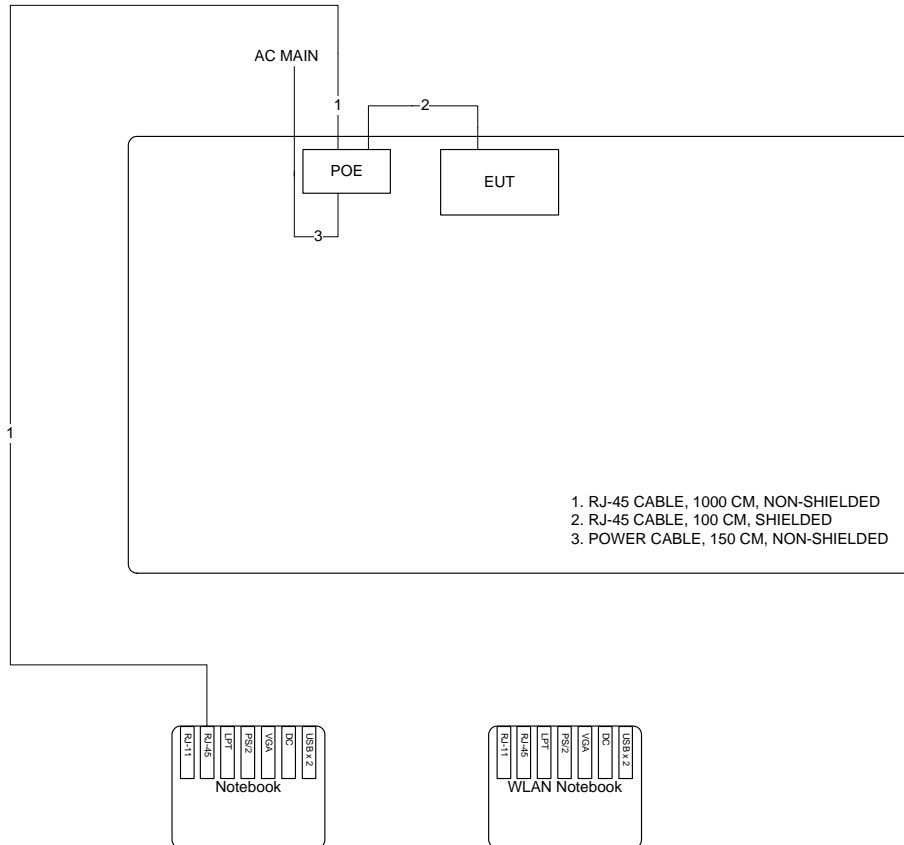 AC MAIN
1
2
POE
EUT
3
1
1. RJ-45 CABLE, 1000 CM, NON-SHIELDED
2. RJ-45 CABLE, 100 CM, SHIELDED
3. POWER CABLE, 150 CM, NON-SHIELDED
RJ-11
RJ-45
LPT
PS/2
VGA
DC
USB x 2
Notebook
RJ-11
RJ-45
LPT
PS/2
VGA
DC
USB x 2
WLAN Notebook